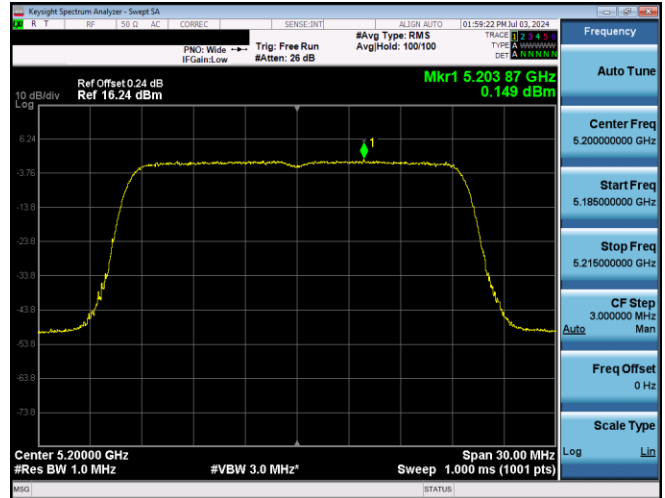 Keysight Spectrum Analyzer - Swept SA
LXI R T RF 50 Ω AC CORREC SENSE:INT ALIGN AUTO 01:59:22 PM Jul 03, 2024
PNO: Wide
IFGain:Low
Trig: Free Run
#Atten: 26 dB
#Avg Type: RMS
Avg|Hold: 100/100
TRACE 1 2 3 4 5 6
TYPE A WWWWW
DET A N N N N N
Ref Offset 0.24 dB
Ref 16.24 dBm
10 dB/div
Log
Mkr1 5.203 87 GHz
0.149 dBm
6.24
-3.76
-13.8
-23.8
-33.8
-43.8
-53.8
-63.8
-73.8
1
Center 5.20000 GHz
Span 30.00 MHz
#Res BW 1.0 MHz
#VBW 3.0 MHz*
Sweep 1.000 ms (1001 pts)
MSG
STATUS
Frequency
Auto Tune
Center Freq
5.200000000 GHz
Start Freq
5.185000000 GHz
Stop Freq
5.215000000 GHz
CF Step
3.000000 MHz
Auto Man
Freq Offset
0 Hz
Scale Type
Log Lin